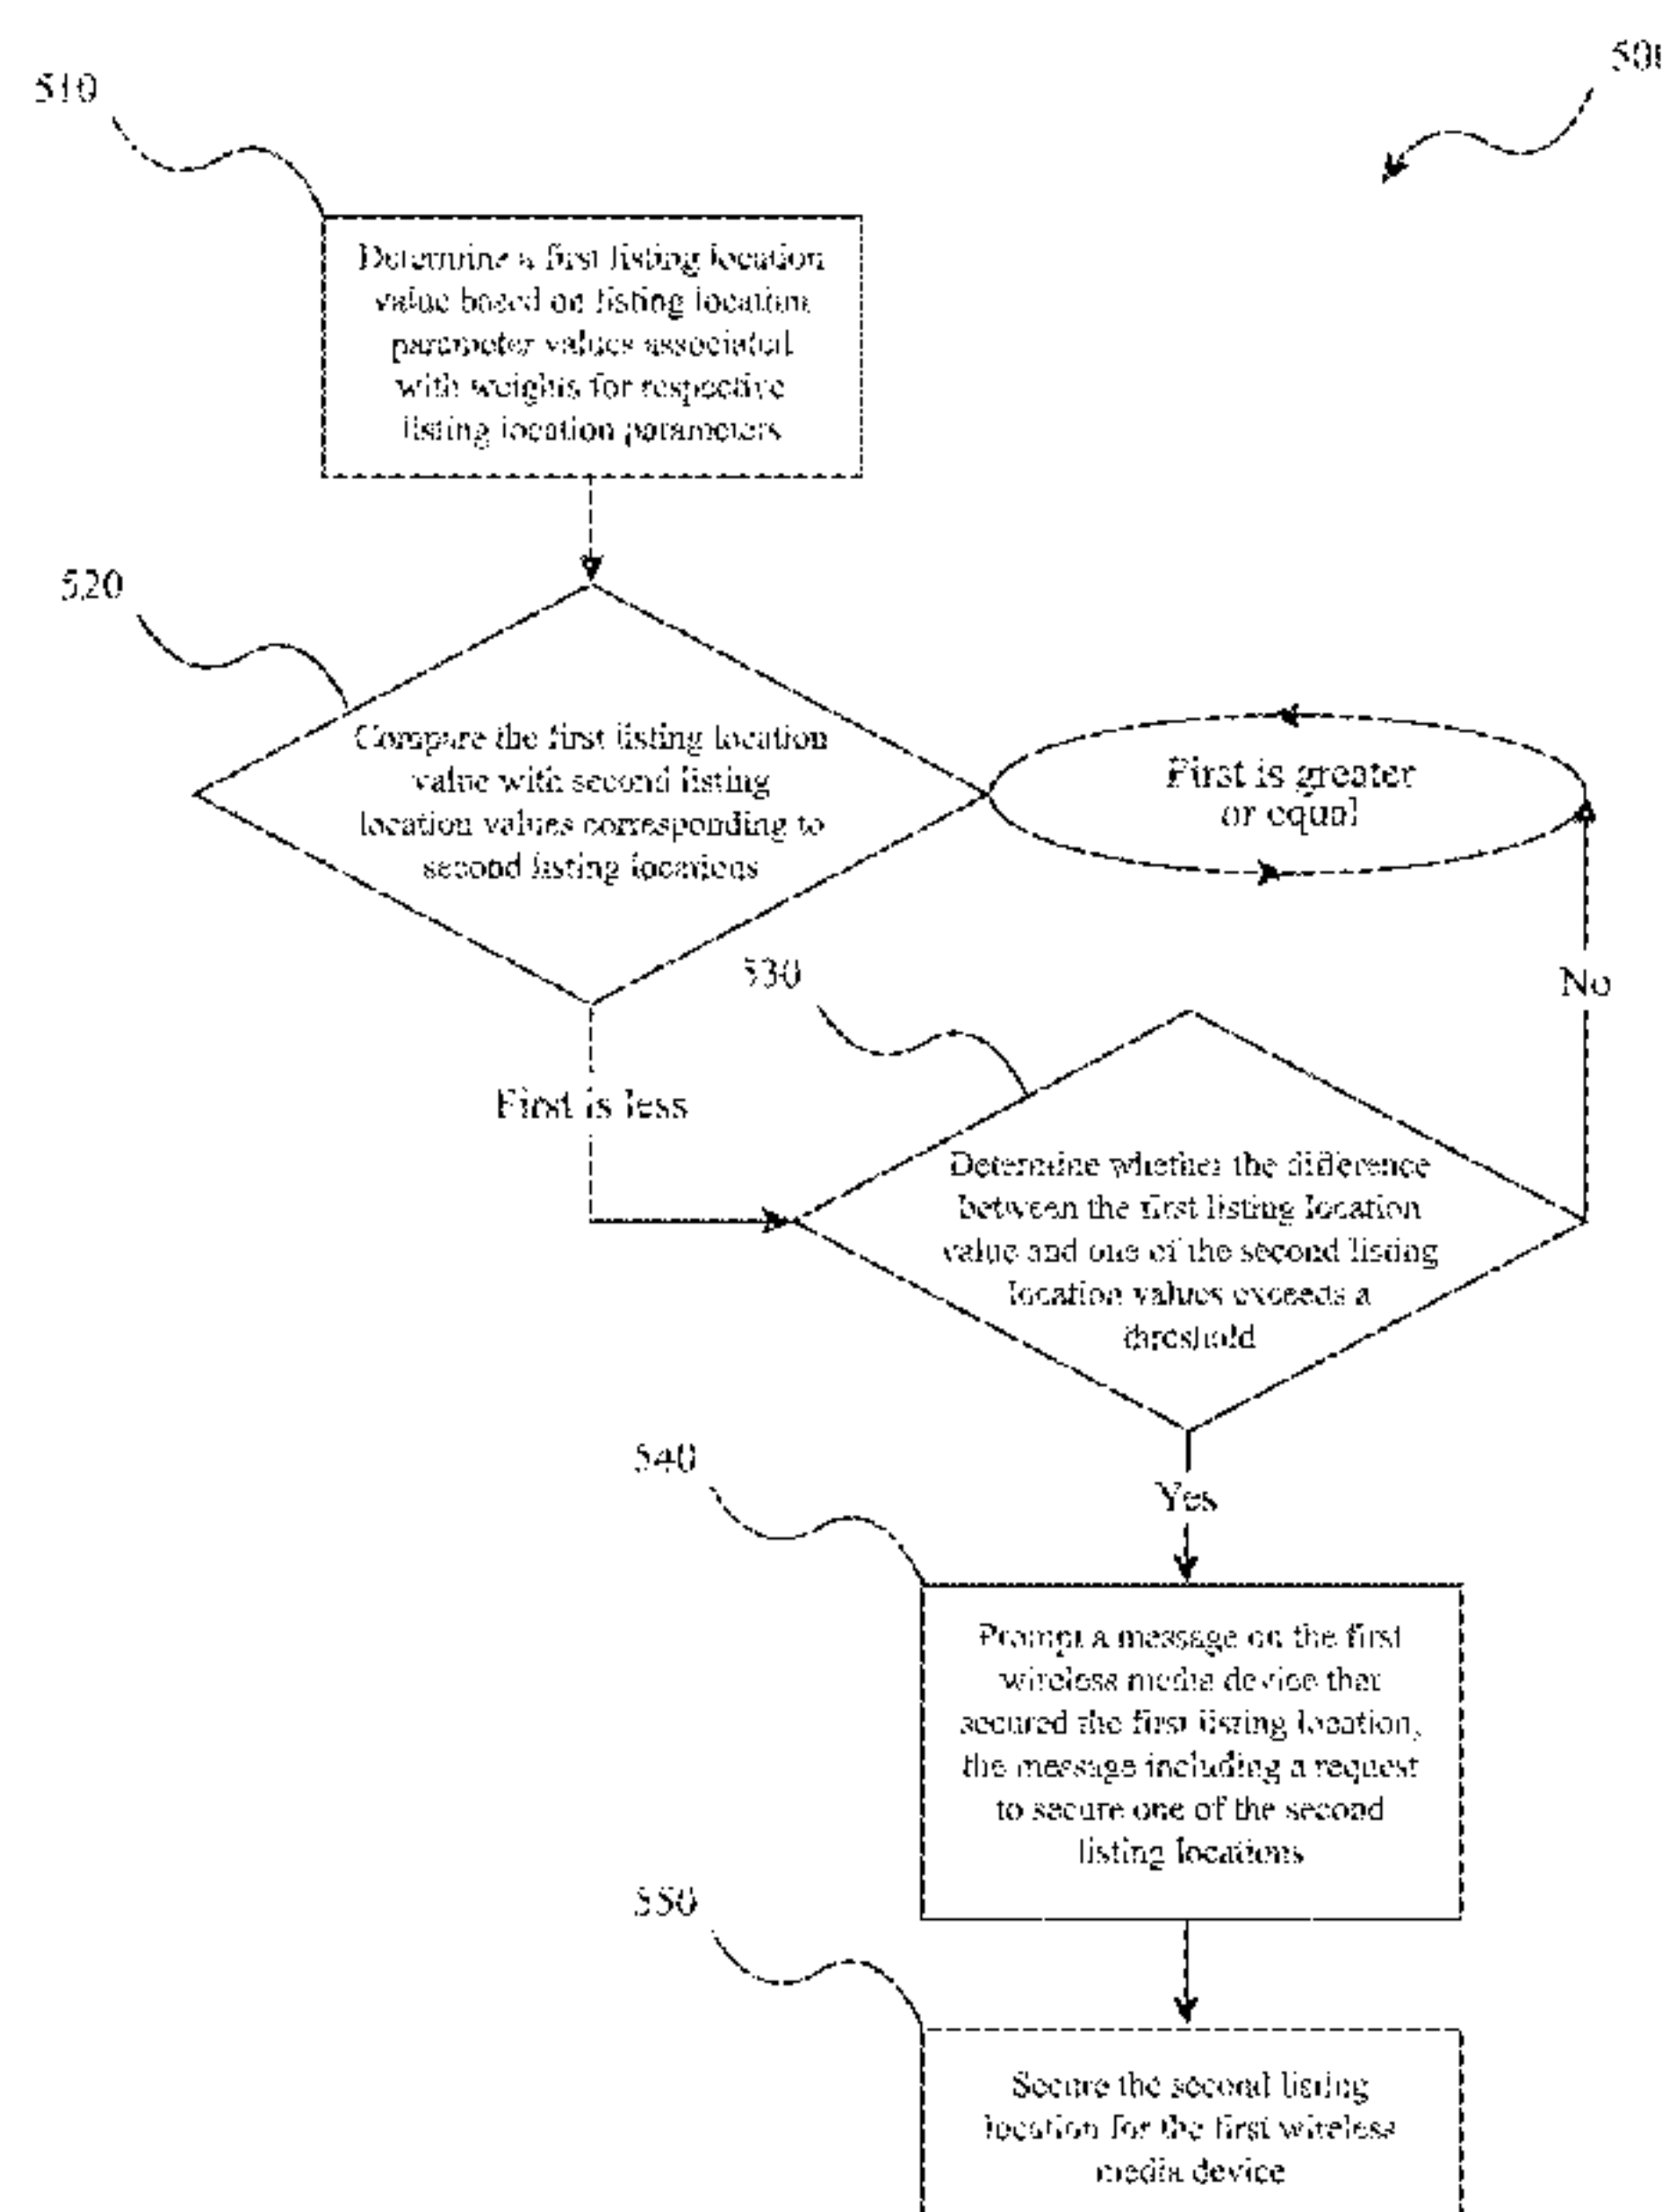 510
Determine a first listing location
value based on listing location
parameter values associated
with weights for respective
listing location parameters
520
Compare the first listing location
value with second listing
location values corresponding to
second listing locations
First is greater
or equal
530
No
First is less
Determine whether the difference
between the first listing location
value and one of the second listing
location values exceeds a
threshold
540
Yes
Prompt a message on the first
wireless media device that
secured the first listing location,
the message including a request
to secure one of the second
listing locations
550
Secure the second listing
location for the first wireless
media device